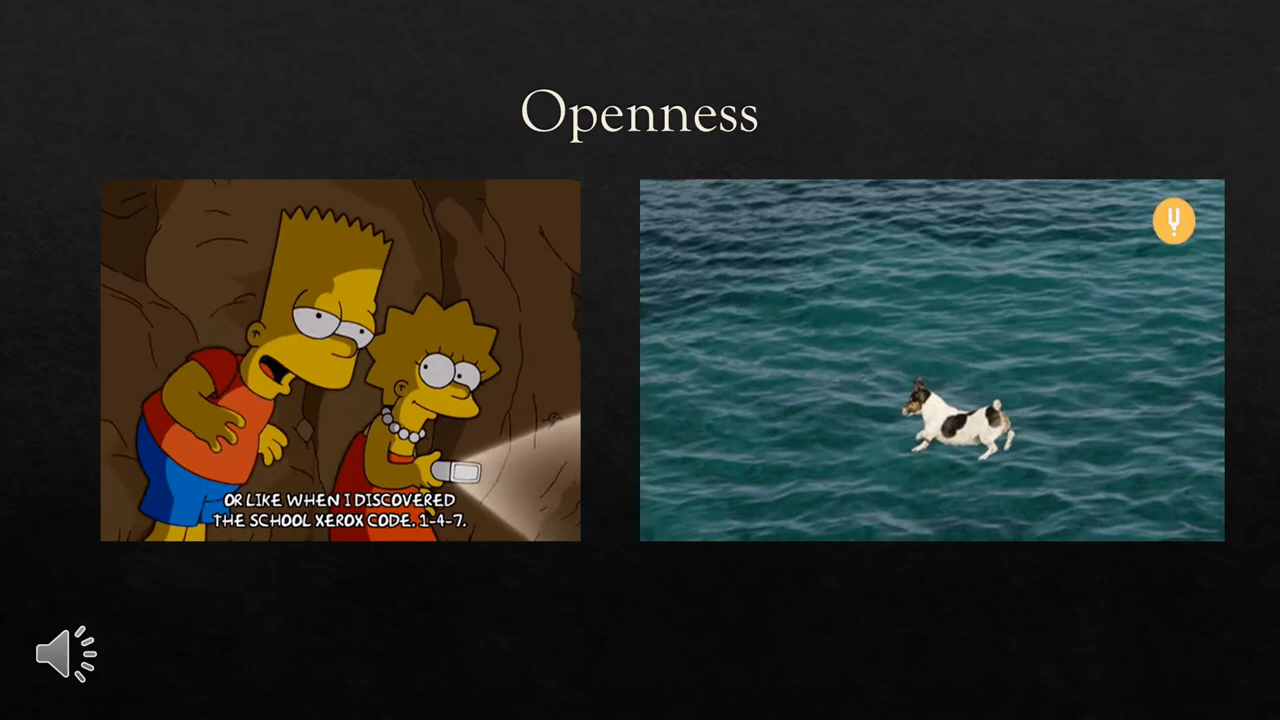 Openness
OR LIKE WHEN I DISCOVERED
THE SCHOOL XEROX CODE. 1-4-7.